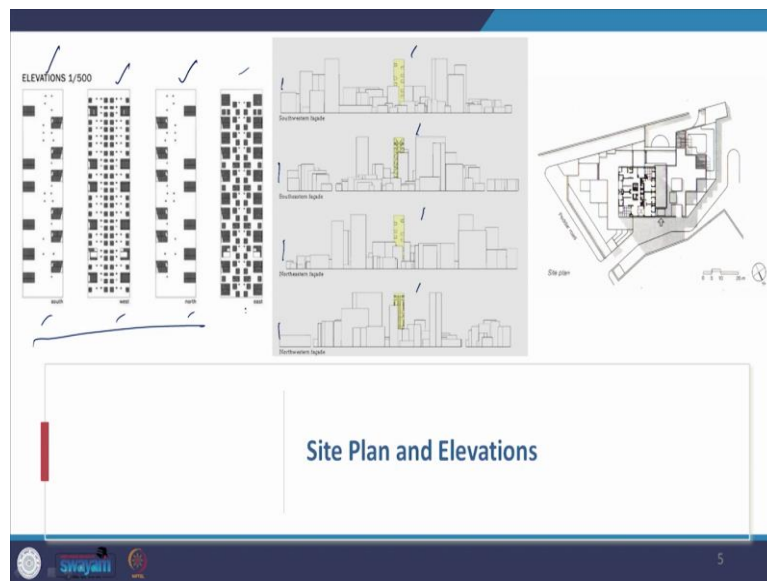 ELEVATIONS 1/500
south
west
north
east
Southwestern façade
Southeastern façade
Northeastern façade
Northwestern façade
Site plan
Site Plan and Elevations
swayam
5